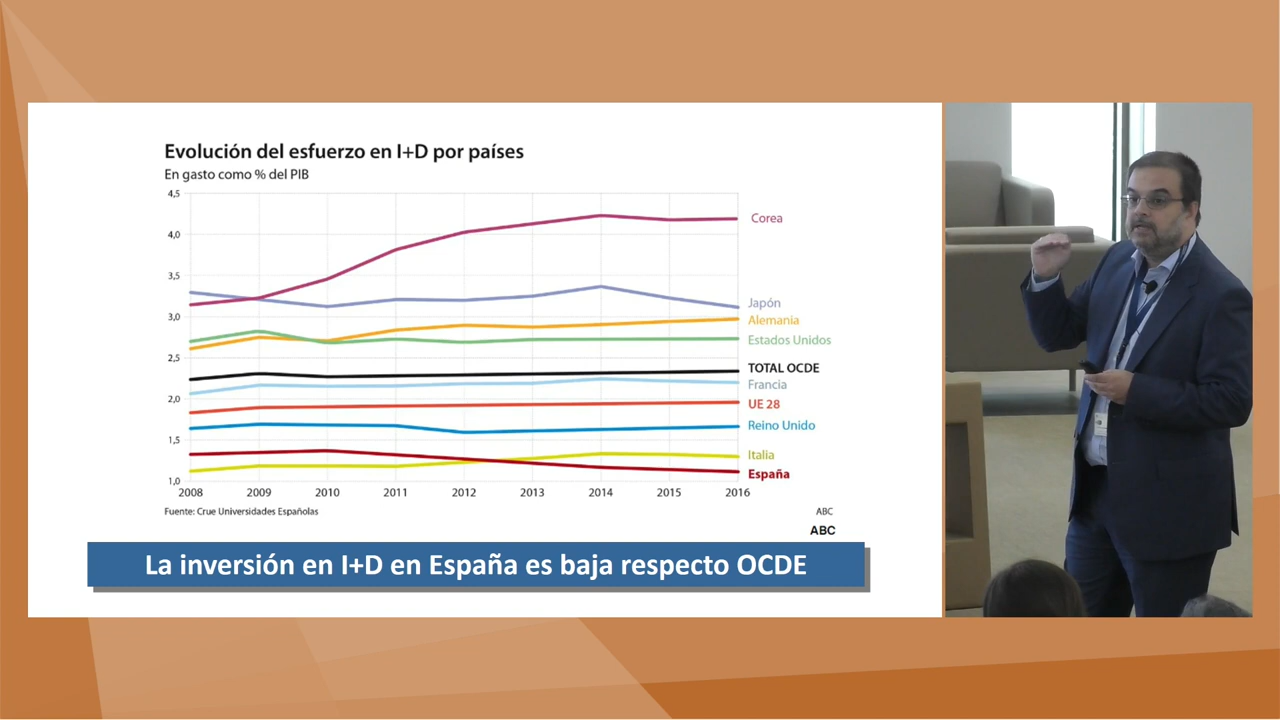 Evolución del esfuerzo en I+D por países
En gasto como % del PIB
4,5
4,0
3,5
3,0
2,5
2,0
1,5
1,0
Corea
Japón
Alemania
Estados Unidos
TOTAL OCDE
Francia
UE 28
Reino Unido
Italia
España
2008 2009 2010 2011 2012 2013 2014 2015 2016
Fuente: Crue Universidades Españolas
ABC
ABC
La inversión en I+D en España es baja respecto OCDE